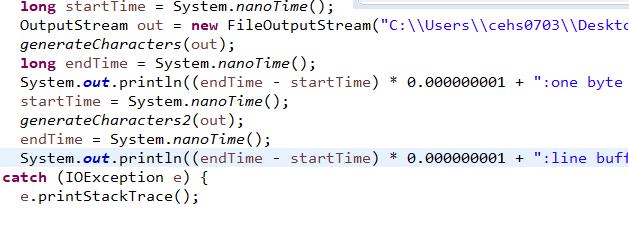 long startTime = System.nanoTime();
OutputStream out = new FileOutputStream("C:\\Users\\cehs0703\\Deskto
generateCharacters(out);
long endTime = System.nanoTime();
System.out.println((endTime - startTime) * 0.000000001 + ":one byte
startTime = System.nanoTime();
generateCharacters2(out);
endTime = System.nanoTime();
System.out.println((endTime - startTime) * 0.000000001 + ":line buff
catch (IOException e) {
e.printStackTrace();